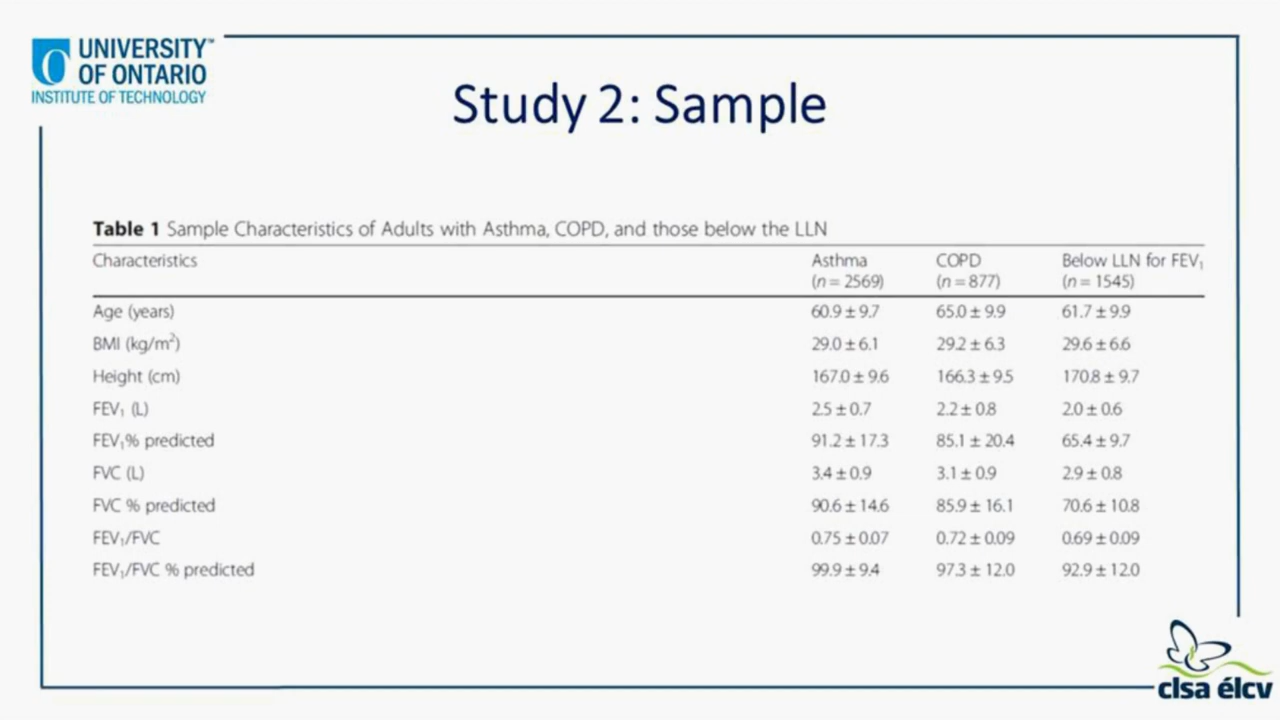 UNIVERSITY™
OF ONTARIO
INSTITUTE OF TECHNOLOGY
Study 2: Sample
Table 1 Sample Characteristics of Adults with Asthma, COPD, and those below the LLN
Characteristics Asthma COPD Below LLN for FEV₁
(n = 2569) (n = 877) (n = 1545)
Age (years) 60.9 ± 9.7 65.0 ± 9.9 61.7 ± 9.9
BMI (kg/m²) 29.0 ± 6.1 29.2 ± 6.3 29.6 ± 6.6
Height (cm) 167.0 ± 9.6 166.3 ± 9.5 170.8 ± 9.7
FEV₁ (L) 2.5 ± 0.7 2.2 ± 0.8 2.0 ± 0.6
FEV₁% predicted 91.2 ± 17.3 85.1 ± 20.4 65.4 ± 9.7
FVC (L) 3.4 ± 0.9 3.1 ± 0.9 2.9 ± 0.8
FVC % predicted 90.6 ± 14.6 85.9 ± 16.1 70.6 ± 10.8
FEV₁/FVC 0.75 ± 0.07 0.72 ± 0.09 0.69 ± 0.09
FEV₁/FVC % predicted 99.9 ± 9.4 97.3 ± 12.0 92.9 ± 12.0
clsa élcv